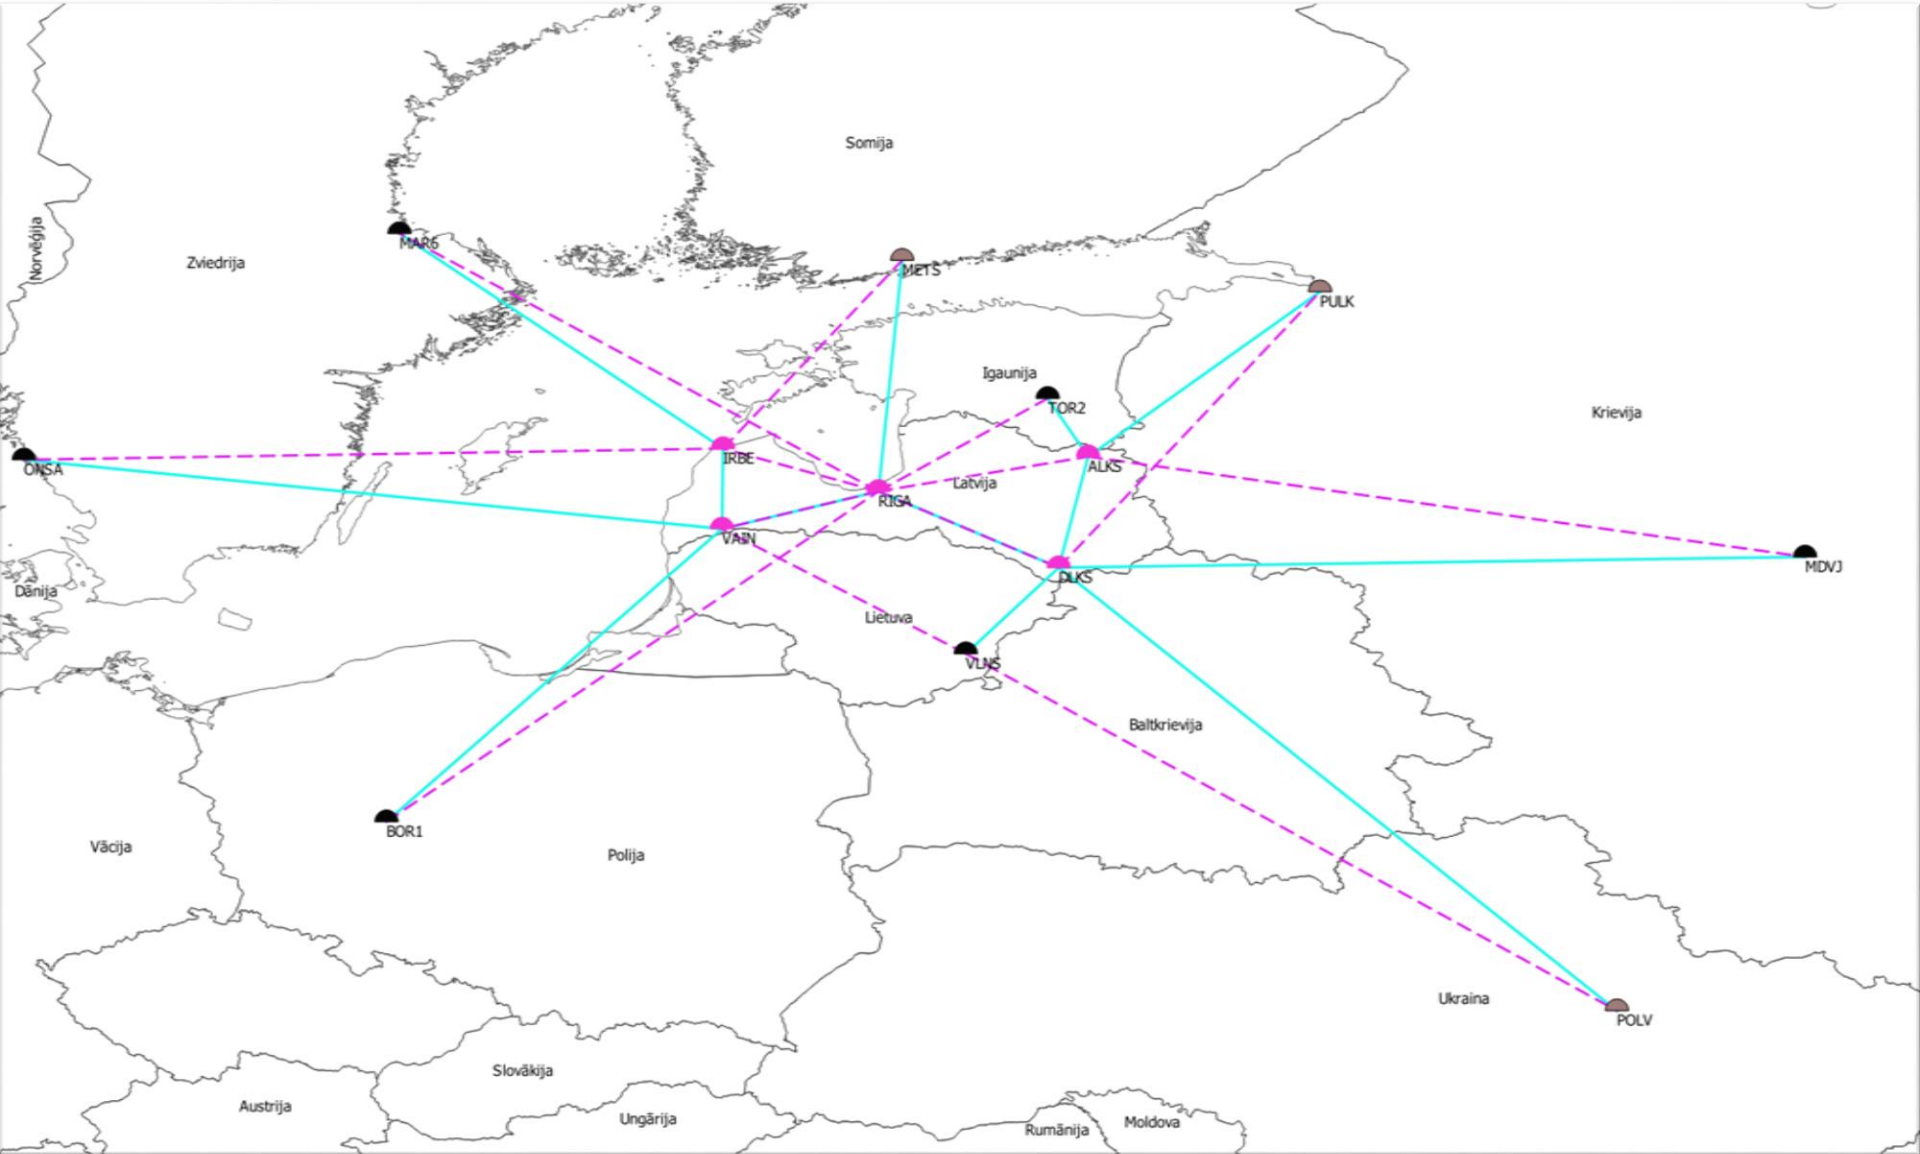 Somija
Norvēģija
MAR6
Zviedrija
METS
PULK
Igaunija
TOR2
Krievija
IRBE
ONSA
ALKS
Latvija
RIGA
VAIN
MDVJ
DLKS
Dānija
Lietuva
VLNS
Baltkrievija
BOR1
Vācija
Polija
Ukraina
POLV
Slovākija
Austrija
Ungārija
Moldova
Rumānija